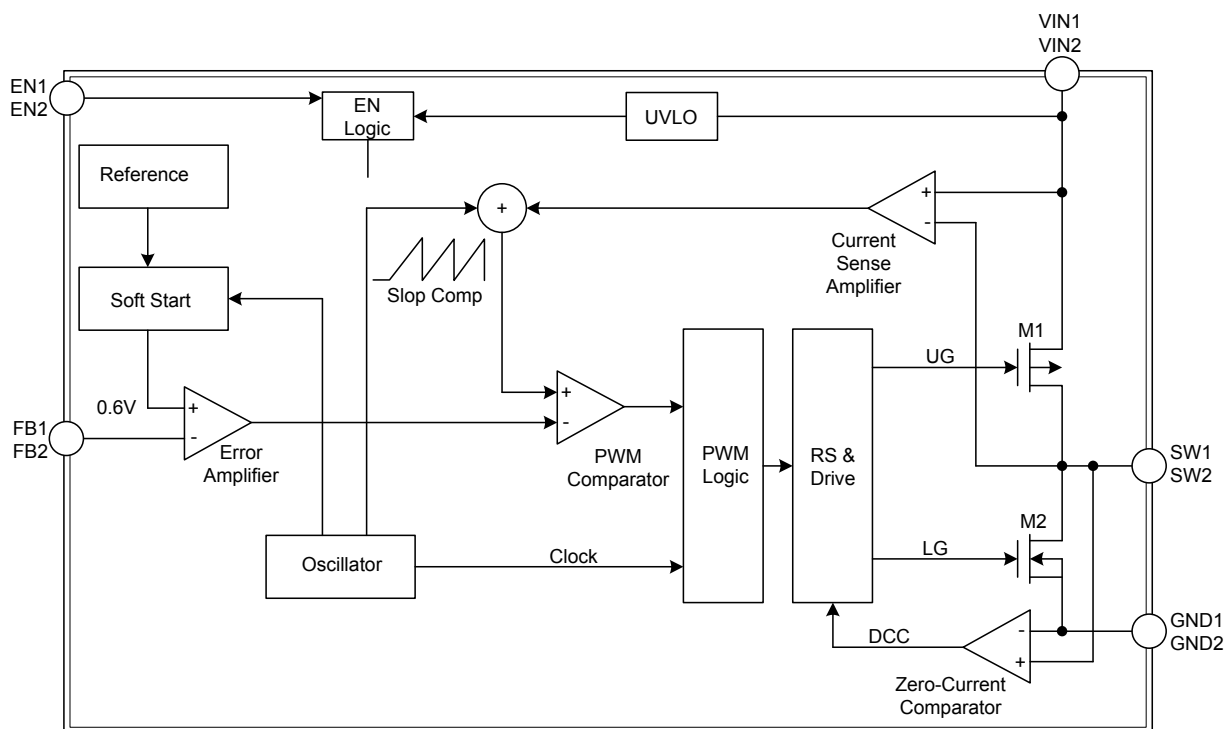 VIN1
VIN2
EN1
EN2
EN
Logic
UVLO
Reference
+
+
-
Current
Sense
Amplifier
Slop Comp
Soft Start
M1
UG
0.6V
+
-
+
-
FB1
FB2
Error
Amplifier
PWM
Comparator
PWM
Logic
RS &
Drive
SW1
SW2
M2
LG
Oscillator
Clock
DCC
-
+
GND1
GND2
Zero-Current
Comparator